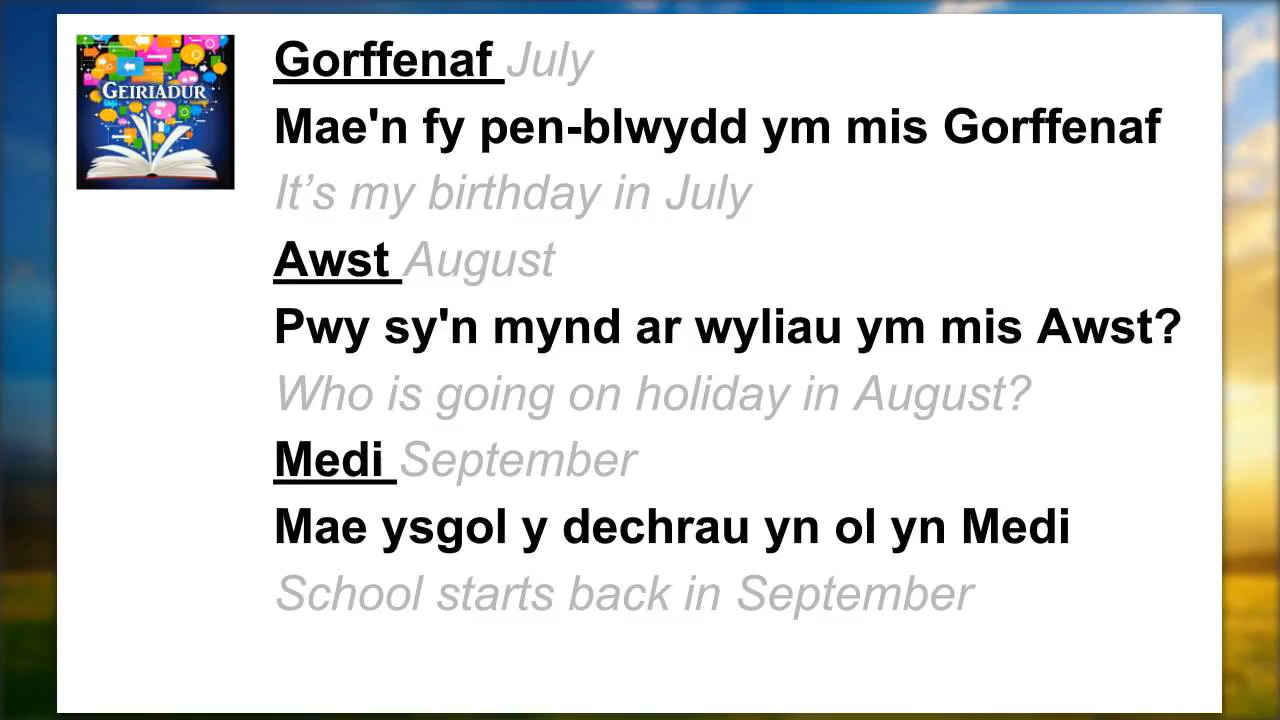 GEIRIADUR
Gorffenaf July
Mae'n fy pen-blwydd ym mis Gorffenaf
It’s my birthday in July
Awst August
Pwy sy'n mynd ar wyliau ym mis Awst?
Who is going on holiday in August?
Medi September
Mae ysgol y dechrau yn ol yn Medi
School starts back in September